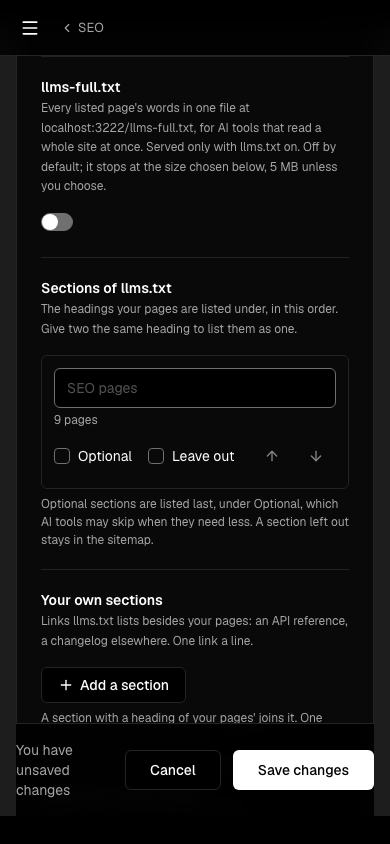 SEO
llms-full.txt
Every listed page's words in one file at
localhost:3222/llms-full.txt, for AI tools that read a
whole site at once. Served only with llms.txt on. Off by
default; it stops at the size chosen below, 5 MB unless
you choose.
Sections of llms.txt
The headings your pages are listed under, in this order.
Give two the same heading to list them as one.
SEO pages
9 pages
Optional
Leave out
Optional sections are listed last, under Optional, which
AI tools may skip when they need less. A section left out
stays in the sitemap.
Your own sections
Links llms.txt lists besides your pages: an API reference,
a changelog elsewhere. One link a line.
Add a section
A section with a heading of your pages' joins it. One
You have
unsaved
changes
Cancel
Save changes